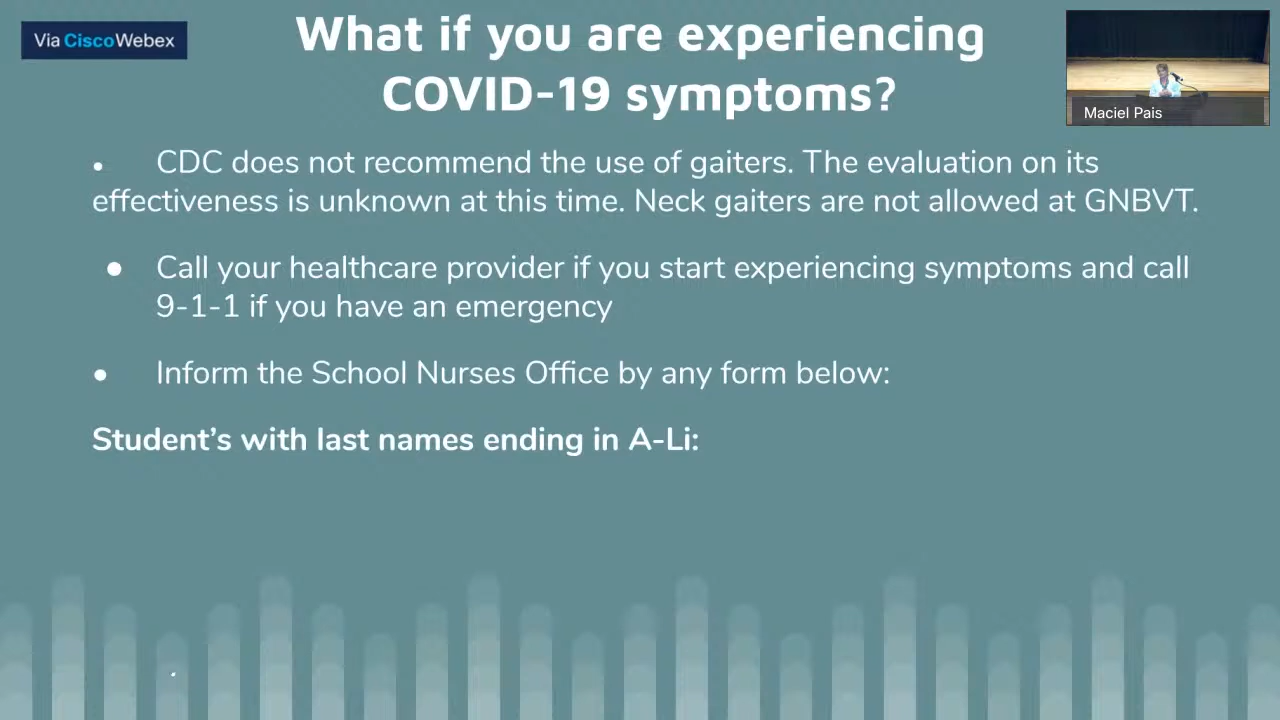 Via CiscoWebex
What if you are experiencing
COVID-19 symptoms?
Maciel Pais
• CDC does not recommend the use of gaiters. The evaluation on its
effectiveness is unknown at this time. Neck gaiters are not allowed at GNBVT.
• Call your healthcare provider if you start experiencing symptoms and call
9-1-1 if you have an emergency
• Inform the School Nurses Office by any form below:
Student’s with last names ending in A-Li: